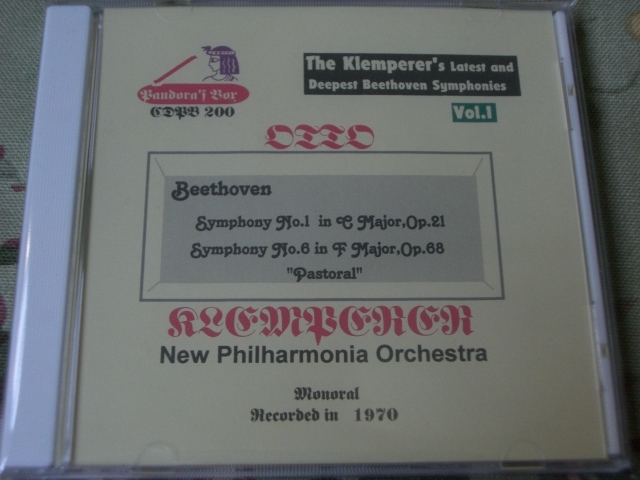 Pandora's Box
CDPB 200
The Klemperer's Latest and
Deepest Beethoven Symphonies
Vol.1
OTTO
Beethoven
Symphony No.1 in C Major,Op.21
Symphony No.6 in F Major,Op.68
"Pastoral"
KLEMPERER
New Philharmonia Orchestra
Monoral
Recorded in 1970